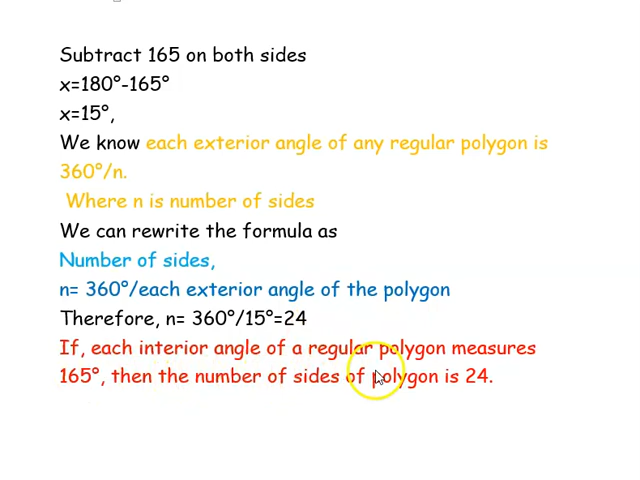 Subtract 165 on both sides
x=180°-165°
x=15°,
We know each exterior angle of any regular polygon is
360°/n.
Where n is number of sides
We can rewrite the formula as
Number of sides,
n= 360°/each exterior angle of the polygon
Therefore, n= 360°/15°=24
If, each interior angle of a regular polygon measures
165°, then the number of sides of polygon is 24.